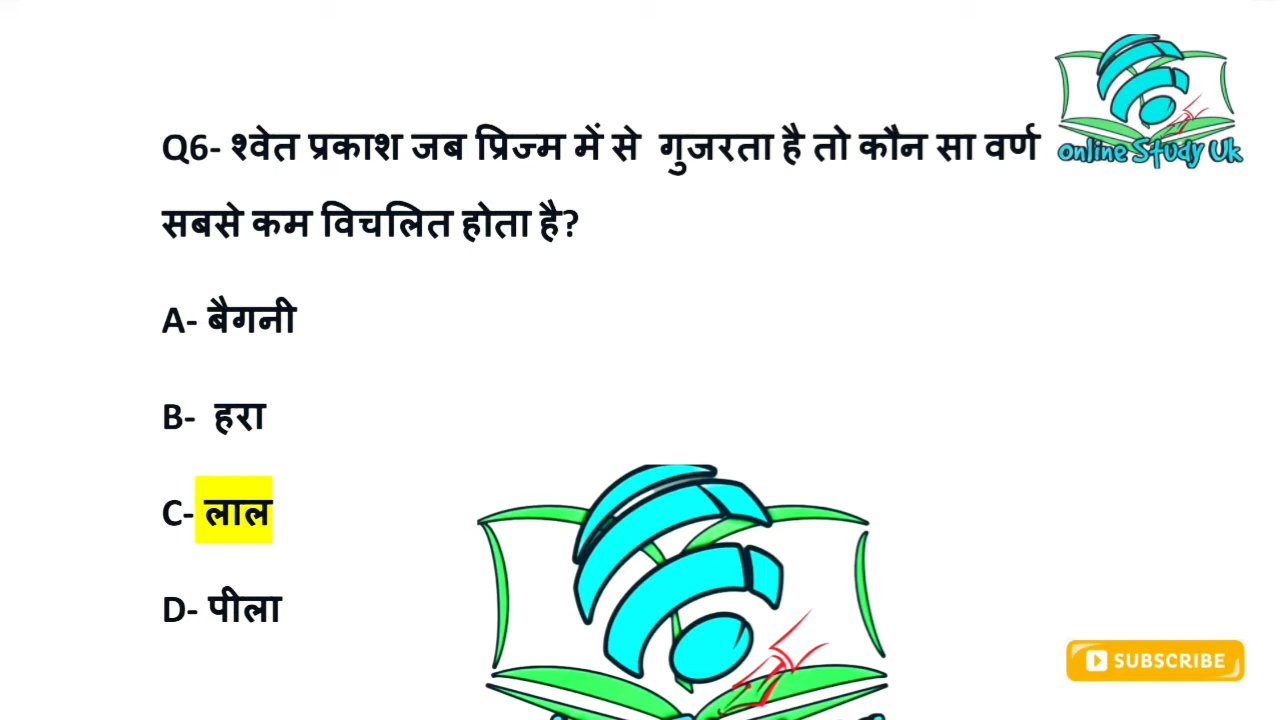 Q6- श्वेत प्रकाश जब प्रिज्म में से गुजरता है तो कौन सा वर्ण
सबसे कम विचलित होता है?
A- बैगनी
B- हरा
C- लाल
D- पीला
Online Study Uk
SUBSCRIBE